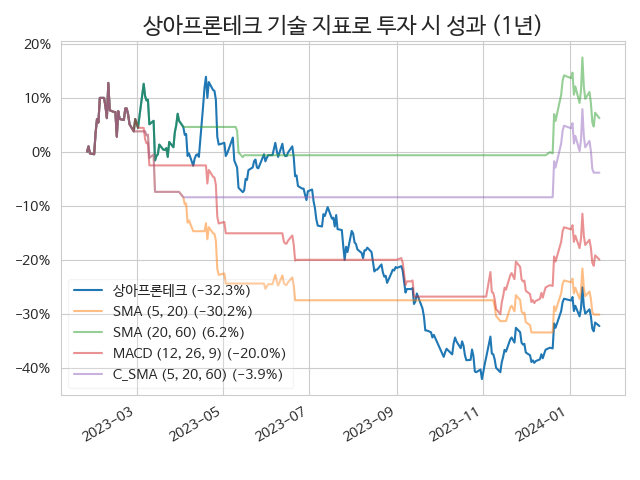 상아프론테크 기술 지표로 투자 시 성과 (1년)
20%
10%
0%
−10%
−20%
−30%
−40%
상아프론테크 (−32.3%)
SMA (5, 20) (−30.2%)
SMA (20, 60) (6.2%)
MACD (12, 26, 9) (−20.0%)
C_SMA (5, 20, 60) (−3.9%)
2023−03
2023−05
2023−07
2023−09
2023−11
2024−01